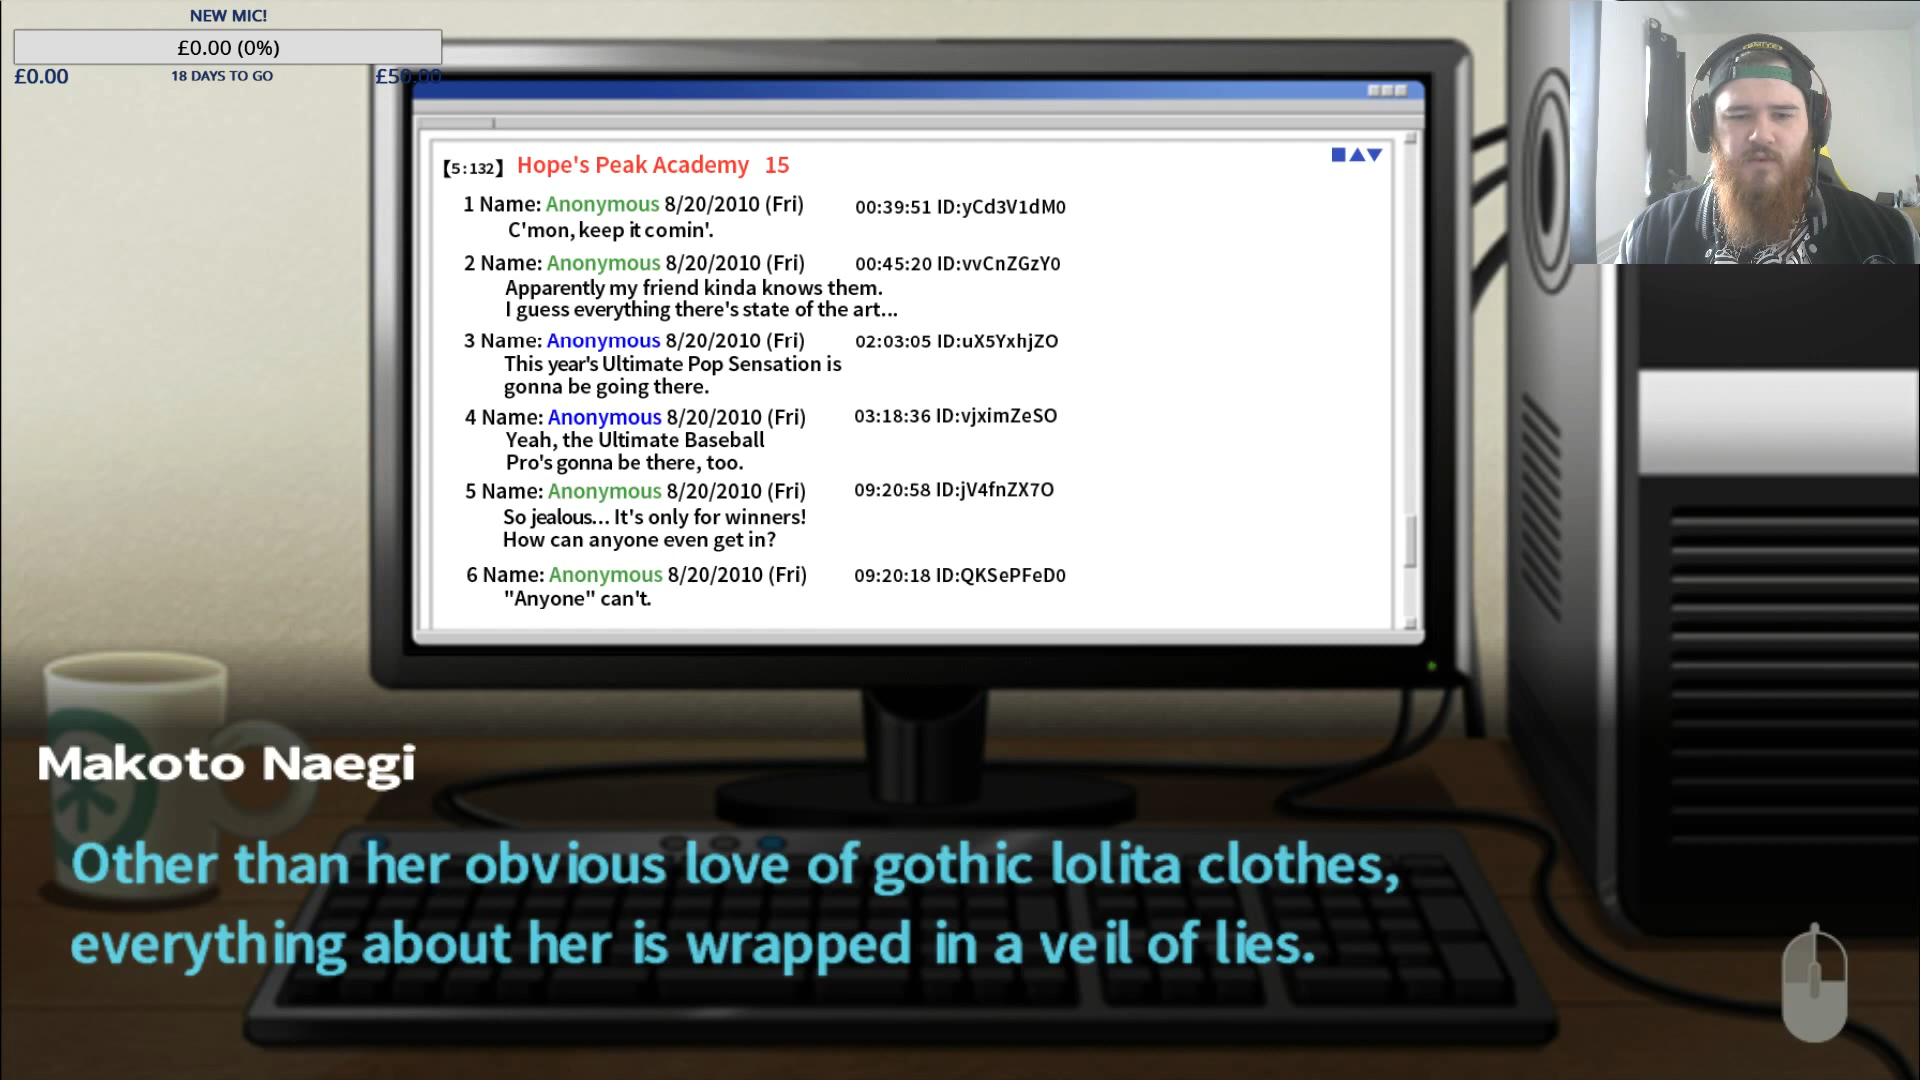 NEW MIC!
£0.00 (0%)
£0.00 18 DAYS TO GO £50.00
【5:132】 Hope's Peak Academy 15
1 Name: Anonymous 8/20/2010 (Fri) 00:39:51 ID:yCd3V1dM0
C'mon, keep it comin'.
2 Name: Anonymous 8/20/2010 (Fri) 00:45:20 ID:vvCnZGzY0
Apparently my friend kinda knows them.
I guess everything there's state of the art...
3 Name: Anonymous 8/20/2010 (Fri) 02:03:05 ID:uX5YxhjZO
This year's Ultimate Pop Sensation is
gonna be going there.
4 Name: Anonymous 8/20/2010 (Fri) 03:18:36 ID:vjximZeSO
Yeah, the Ultimate Baseball
Pro's gonna be there, too.
5 Name: Anonymous 8/20/2010 (Fri) 09:20:58 ID:jV4fnZX7O
So jealous... It's only for winners!
How can anyone even get in?
6 Name: Anonymous 8/20/2010 (Fri) 09:20:18 ID:QKSePFeD0
"Anyone" can't.
Makoto Naegi
Other than her obvious love of gothic lolita clothes,
everything about her is wrapped in a veil of lies.